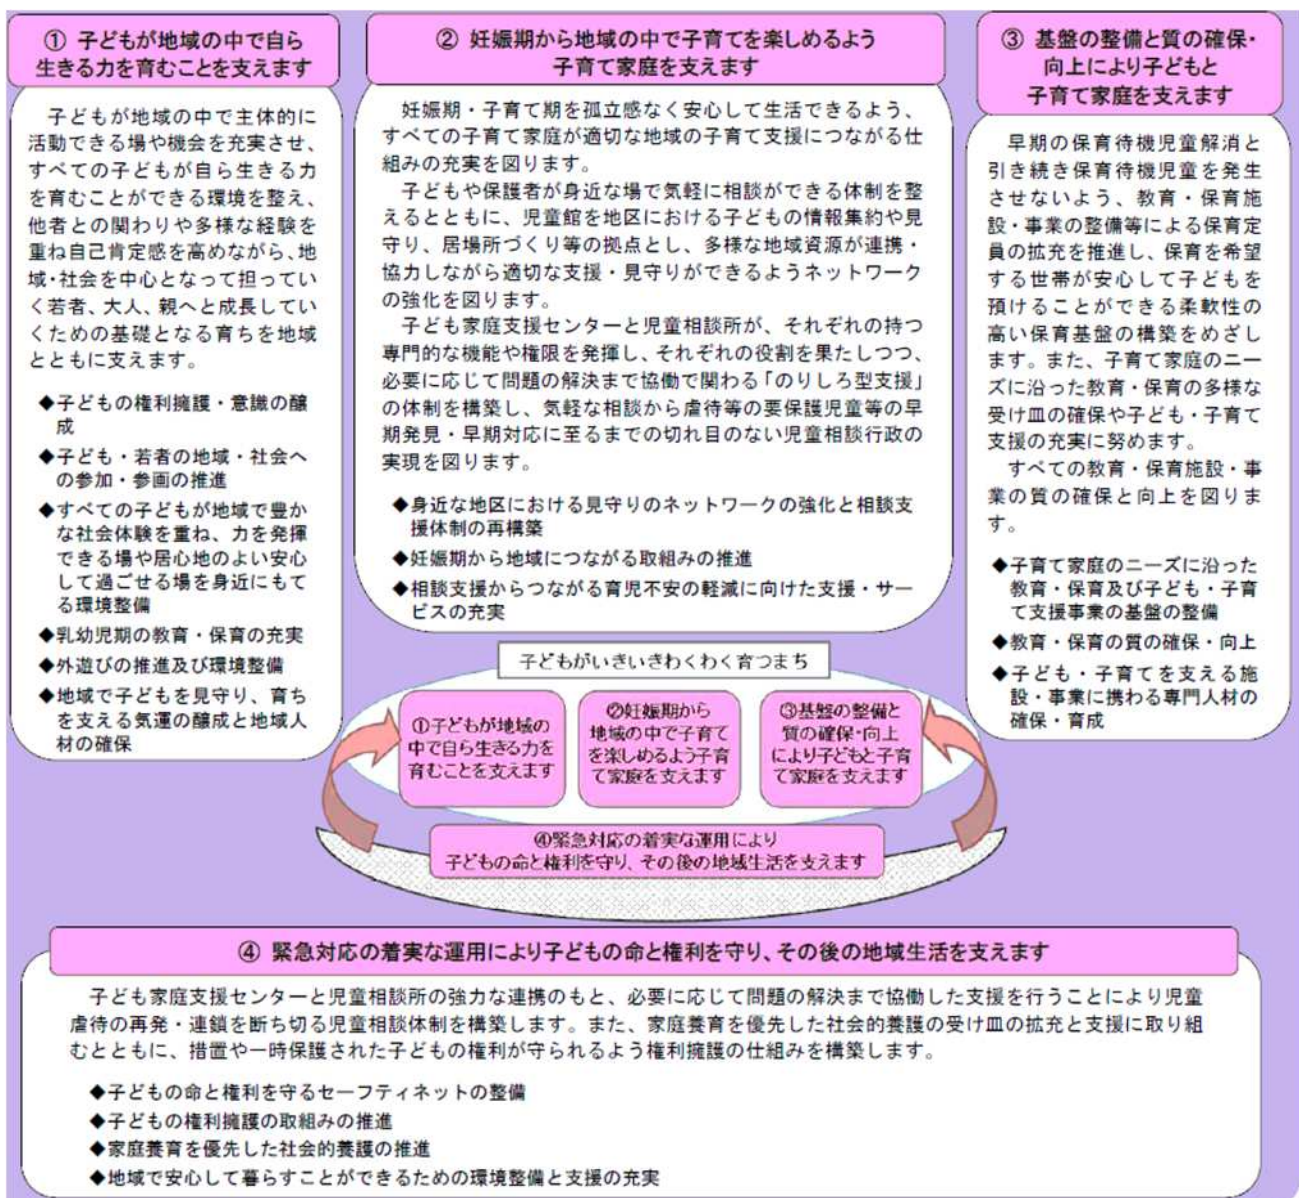 ① 子どもが地域の中で自ら
生きる力を育むことを支えます
子どもが地域の中で主体的に
活動できる場や機会を充実させ、
すべての子どもが自ら生きる力
を育むことができる環境を整え、
他者との関わりや多様な経験を
重ね自己肯定感を高めながら、地
域・社会を中心となって担ってい
く若者、大人、親へと成長してい
くための基礎となる育ちを地域
とともに支えます。
◆子どもの権利擁護・意識の醸
成
◆子ども・若者の地域・社会へ
の参加・参画の推進
◆すべての子どもが地域で豊か
な社会体験を重ね、力を発揮
できる場や居心地のよい安心
して過ごせる場を身近にもて
る環境整備
◆乳幼児期の教育・保育の充実
◆外遊びの推進及び環境整備
◆地域で子どもを見守り、育ち
を支える気運の醸成と地域人
材の確保
② 妊娠期から地域の中で子育てを楽しめるよう
子育て家庭を支えます
妊娠期・子育て期を孤立感なく安心して生活できるよう、
すべての子育て家庭が適切な地域の子育て支援につながる仕
組みの充実を図ります。
子どもや保護者が身近な場で気軽に相談ができる体制を整
えるとともに、児童館を地区における子どもの情報集約や見
守り、居場所づくり等の拠点とし、多様な地域資源が連携・
協力しながら適切な支援・見守りができるようネットワーク
の強化を図ります。
子ども家庭支援センターと児童相談所が、それぞれの持つ
専門的な機能や権限を発揮し、それぞれの役割を果たしつつ、
必要に応じて問題の解決まで協働で関わる「のりしろ型支援」
の体制を構築し、気軽な相談から虐待等の要保護児童等の早
期発見・早期対応に至るまでの切れ目のない児童相談行政の
実現を図ります。
◆身近な地区における見守りのネットワークの強化と相談支
援体制の再構築
◆妊娠期から地域につながる取組みの推進
◆相談支援からつながる育児不安の軽減に向けた支援・サー
ビスの充実
③ 基盤の整備と質の確保・
向上により子どもと
子育て家庭を支えます
早期の保育待機児童解消と
引き続き保育待機児童を発生
させないよう、教育・保育施
設・事業の整備等による保育定
員の拡充を推進し、保育を希望
する世帯が安心して子どもを
預けることができる柔軟性の
高い保育基盤の構築をめざし
ます。また、子育て家庭のニー
ズに沿った教育・保育の多様な
受け皿の確保や子ども・子育て
支援の充実に努めます。
すべての教育・保育施設・事
業の質の確保と向上を図りま
す。
◆子育て家庭のニーズに沿った
教育・保育及び子ども・子育
て支援事業の基盤の整備
◆教育・保育の質の確保・向上
◆子ども・子育てを支える施
設・事業に携わる専門人材の
確保・育成
子どもがいきいきわくわく育つまち
①子どもが地域の
中で自ら生きる力を
育むことを支えます
②妊娠期から
地域の中で子育て
を楽しめるよう子育
て家庭を支えます
③基盤の整備と
質の確保・向上
により子どもと子育
て家庭を支えます
④緊急対応の着実な運用により
子どもの命と権利を守り、その後の地域生活を支えます
④ 緊急対応の着実な運用により子どもの命と権利を守り、その後の地域生活を支えます
子ども家庭支援センターと児童相談所の強力な連携のもと、必要に応じて問題の解決まで協働した支援を行うことにより児童
虐待の再発・連鎖を断ち切る児童相談体制を構築します。また、家庭養育を優先した社会的養護の受け皿の拡充と支援に取り組
むとともに、措置や一時保護された子どもの権利が守られるよう権利擁護の仕組みを構築します。
◆子どもの命と権利を守るセーフティネットの整備
◆子どもの権利擁護の取組みの推進
◆家庭養育を優先した社会的養護の推進
◆地域で安心して暮らすことができるための環境整備と支援の充実